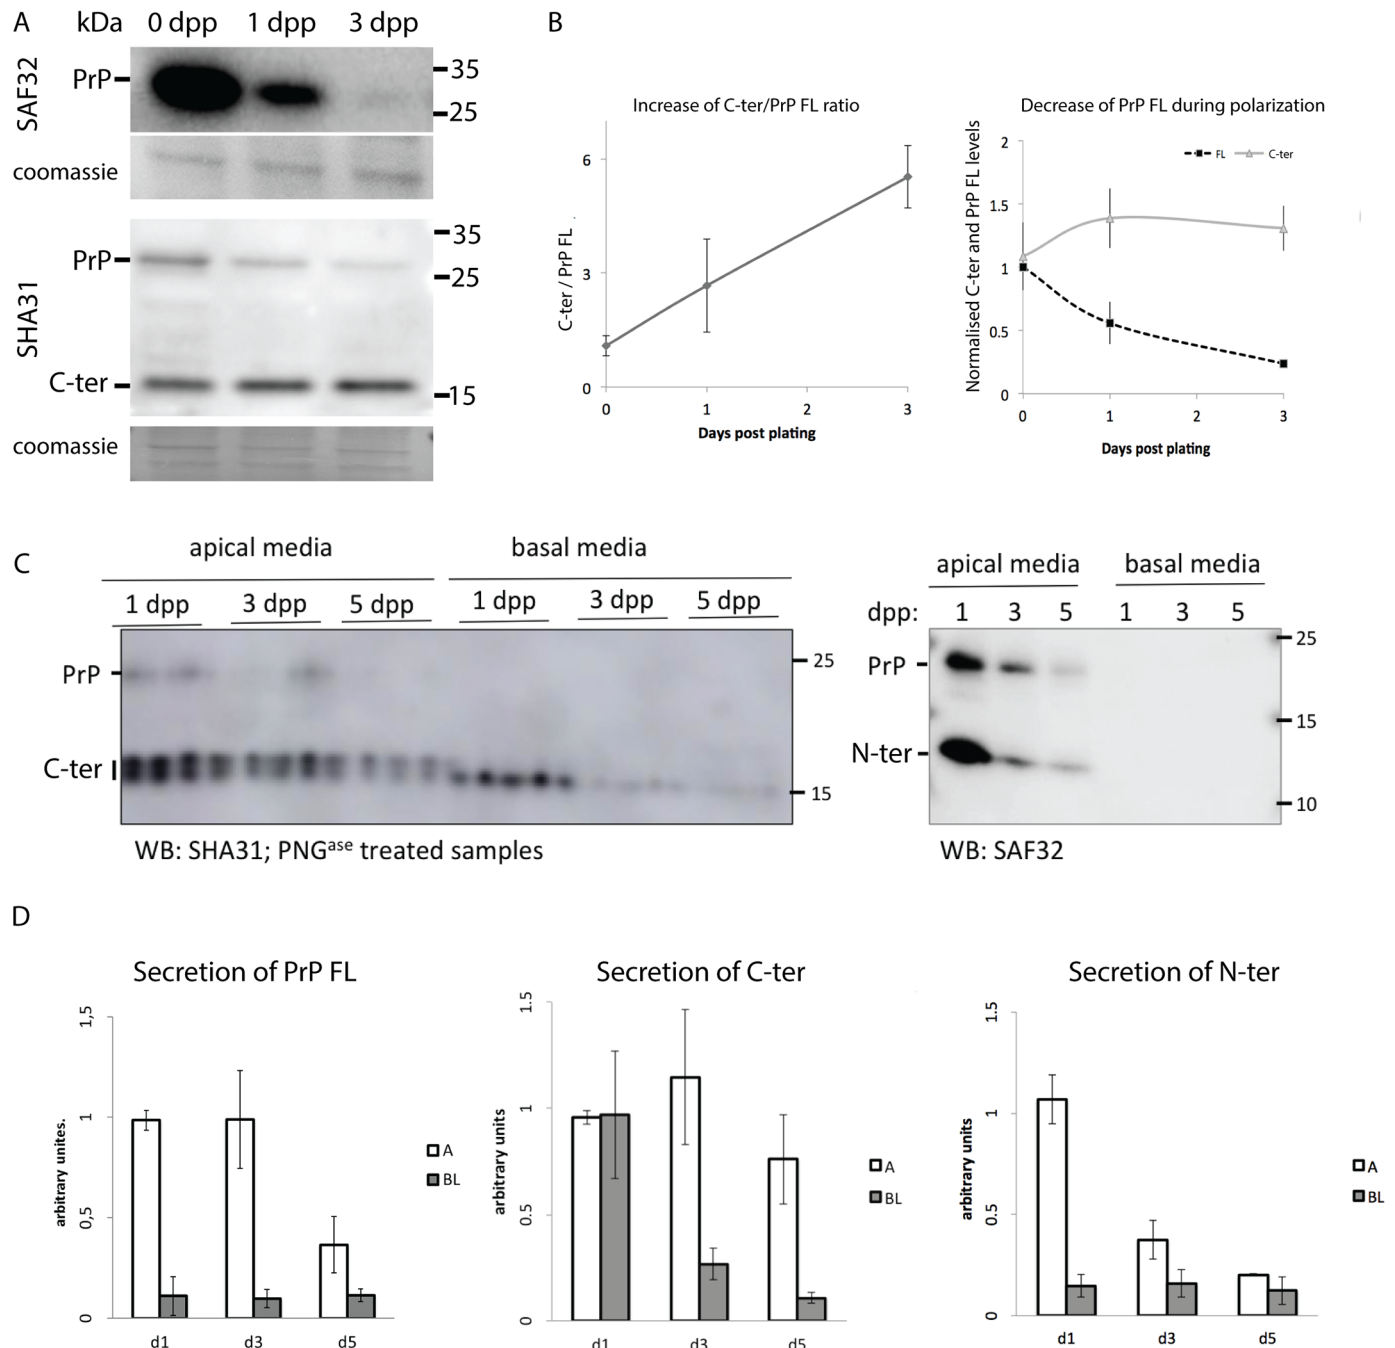 A kDa 0 dpp 1 dpp 3 dpp
SAF32
PrP
35
25
coomassie
SHA31
PrP
35
25
C-ter
15
coomassie
B
Increase of C-ter/PrP FL ratio
C-ter / PrP FL
6
3
0
0 1 2 3
Days post plating
Decrease of PrP FL during polarization
Normalised C-ter and PrP FL levels
FL C-ter
2
1.5
1
0.5
0
0 1 2 3
Days post plating
C
apical media basal media
1 dpp 3 dpp 5 dpp 1 dpp 3 dpp 5 dpp
PrP
25
C-ter
15
WB: SHA31; PNGase treated samples
apical media basal media
dpp: 1 3 5 1 3 5
25
PrP
15
N-ter
10
WB: SAF32
D
Secretion of PrP FL
arbitrary unites.
1,5
1
0,5
0
d1 d3 d5
A
BL
Secretion of C-ter
arbitrary units
1.5
1
0.5
0
d1 d3 d5
A
BL
Secretion of N-ter
arbitrary units
1.5
1
0.5
0
d1 d3 d5
A
BL